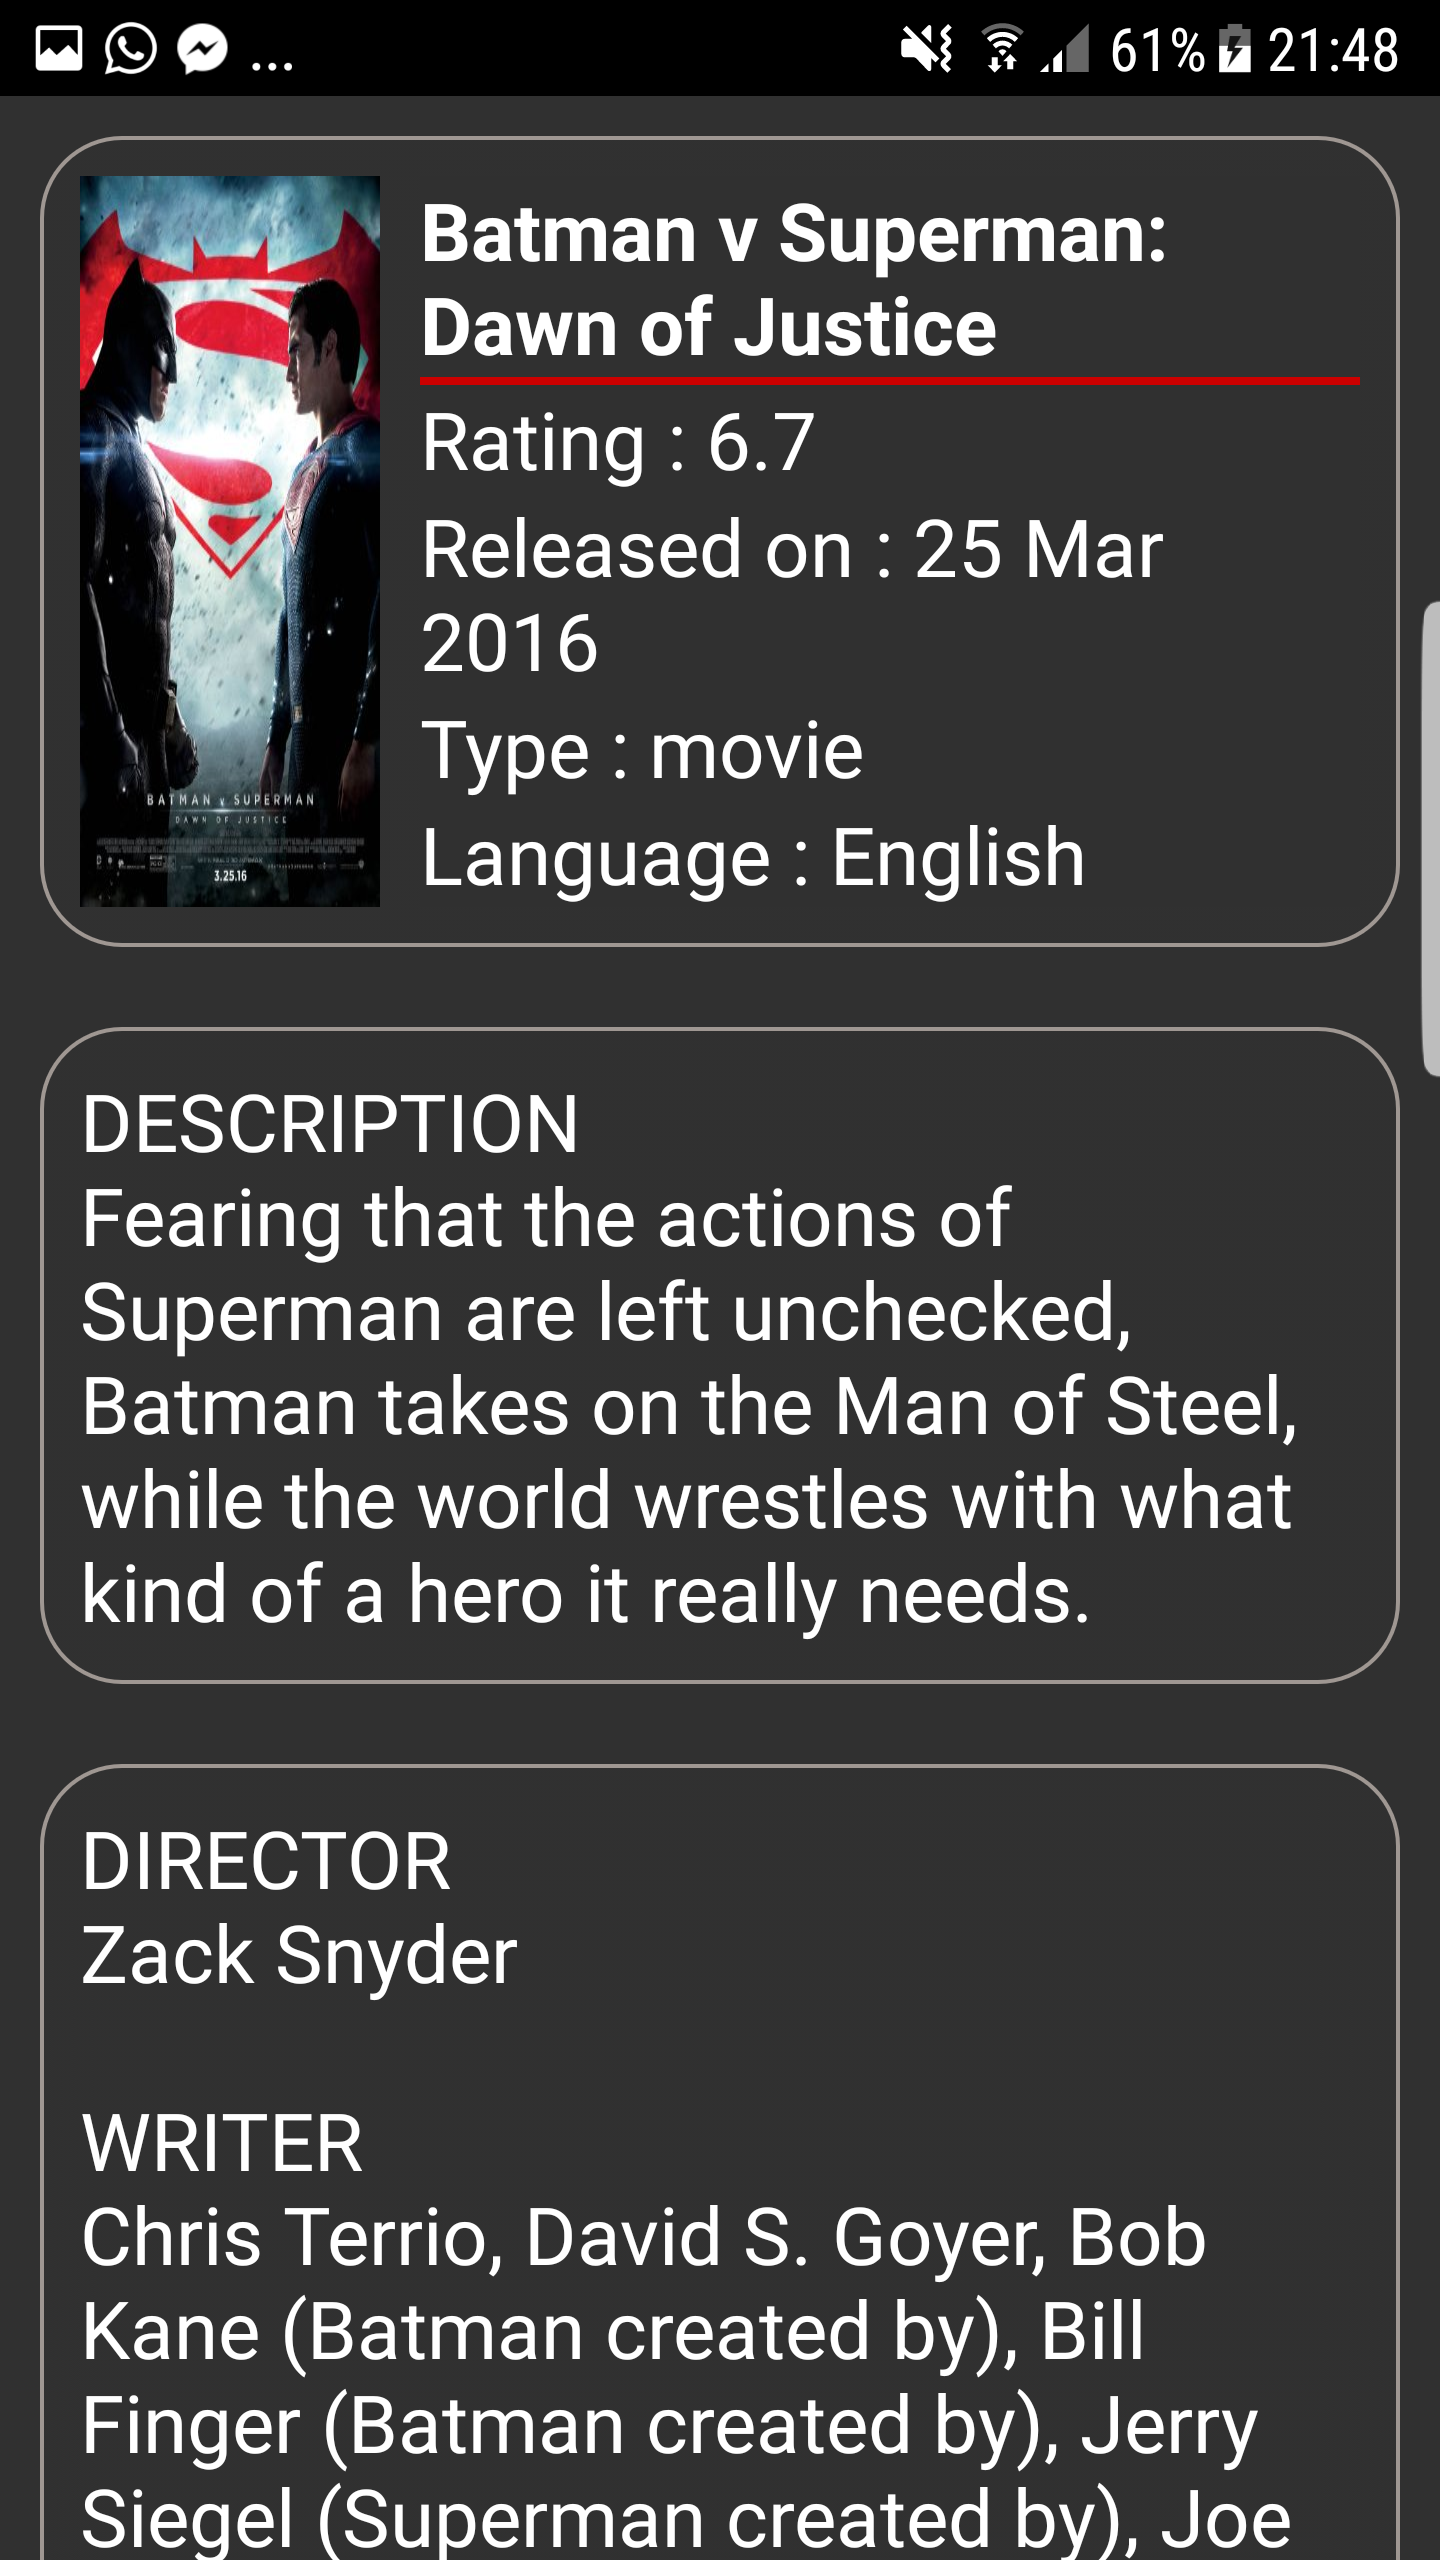 ... 61% 21:48
Batman v Superman:
Dawn of Justice
Rating : 6.7
Released on : 25 Mar
2016
Type : movie
Language : English
BATMAN v SUPERMAN
DAWN OF JUSTICE
3.25.16
DESCRIPTION
Fearing that the actions of
Superman are left unchecked,
Batman takes on the Man of Steel,
while the world wrestles with what
kind of a hero it really needs.
DIRECTOR
Zack Snyder
WRITER
Chris Terrio, David S. Goyer, Bob
Kane (Batman created by), Bill
Finger (Batman created by), Jerry
Siegel (Superman created by), Joe